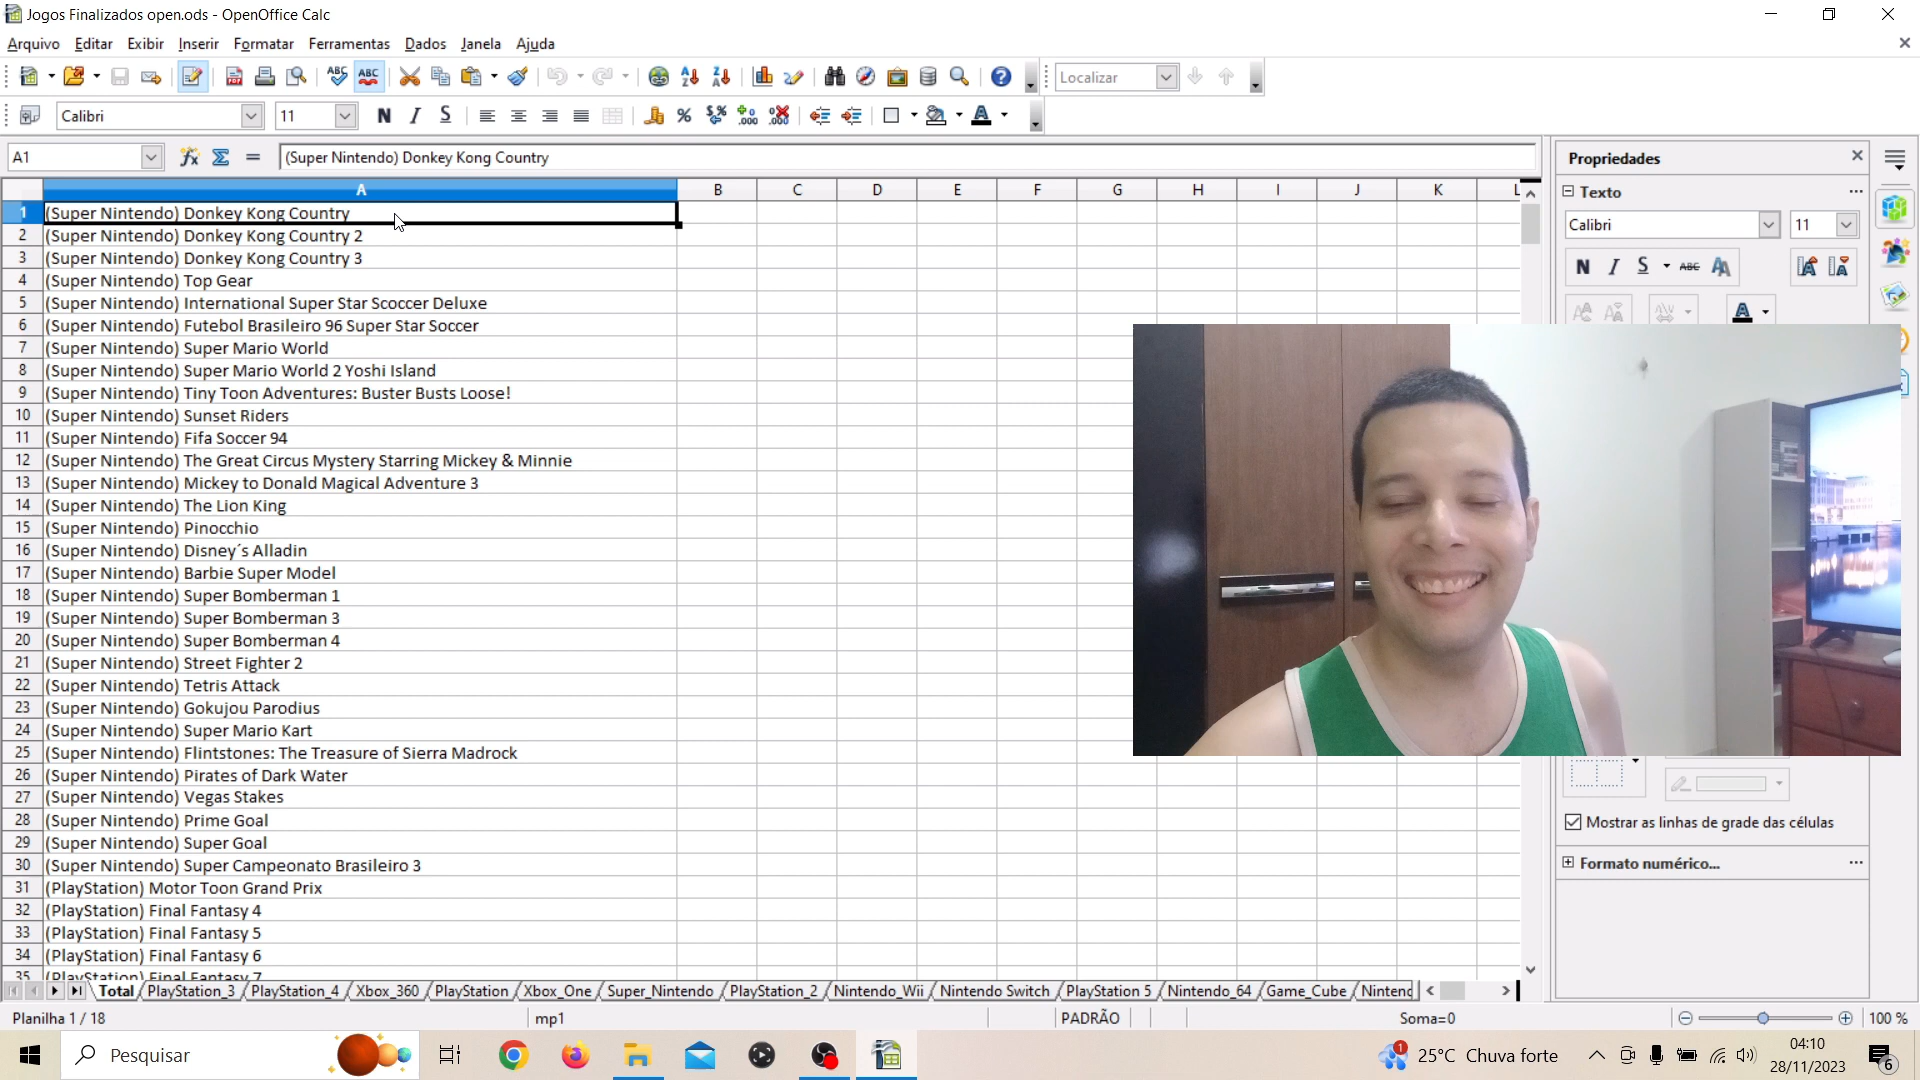 Jogos Finalizados open.ods - OpenOffice Calc
Arquivo Editar Exibir Inserir Formatar Ferramentas Dados Janela Ajuda
ABC ABC Localizar
Calibri 11 N I S
A1 (Super Nintendo) Donkey Kong Country
Propriedades
A B C D E F G H I J K L
Texto
Calibri 11
N I S ABC
1 (Super Nintendo) Donkey Kong Country
2 (Super Nintendo) Donkey Kong Country 2
3 (Super Nintendo) Donkey Kong Country 3
4 (Super Nintendo) Top Gear
5 (Super Nintendo) International Super Star Scoccer Deluxe
6 (Super Nintendo) Futebol Brasileiro 96 Super Star Soccer
7 (Super Nintendo) Super Mario World
8 (Super Nintendo) Super Mario World 2 Yoshi Island
9 (Super Nintendo) Tiny Toon Adventures: Buster Busts Loose!
10 (Super Nintendo) Sunset Riders
11 (Super Nintendo) Fifa Soccer 94
12 (Super Nintendo) The Great Circus Mystery Starring Mickey & Minnie
13 (Super Nintendo) Mickey to Donald Magical Adventure 3
14 (Super Nintendo) The Lion King
15 (Super Nintendo) Pinocchio
16 (Super Nintendo) Disney´s Alladin
17 (Super Nintendo) Barbie Super Model
18 (Super Nintendo) Super Bomberman 1
19 (Super Nintendo) Super Bomberman 3
20 (Super Nintendo) Super Bomberman 4
21 (Super Nintendo) Street Fighter 2
22 (Super Nintendo) Tetris Attack
23 (Super Nintendo) Gokujou Parodius
24 (Super Nintendo) Super Mario Kart
25 (Super Nintendo) Flintstones: The Treasure of Sierra Madrock
26 (Super Nintendo) Pirates of Dark Water
27 (Super Nintendo) Vegas Stakes
28 (Super Nintendo) Prime Goal
29 (Super Nintendo) Super Goal
30 (Super Nintendo) Super Campeonato Brasileiro 3
31 (PlayStation) Motor Toon Grand Prix
32 (PlayStation) Final Fantasy 4
33 (PlayStation) Final Fantasy 5
34 (PlayStation) Final Fantasy 6
35 (PlayStation) Final Fantasy 7
Mostrar as linhas de grade das células
Formato numérico...
Total PlayStation_3 PlayStation_4 Xbox_360 PlayStation Xbox_One Super_Nintendo PlayStation_2 Nintendo_Wii Nintendo Switch PlayStation 5 Nintendo_64 Game_Cube Nintend
Planilha 1 / 18 mp1 PADRÃO Soma=0 100 %
Pesquisar 1 25°C Chuva forte 04:10
28/11/2023 6